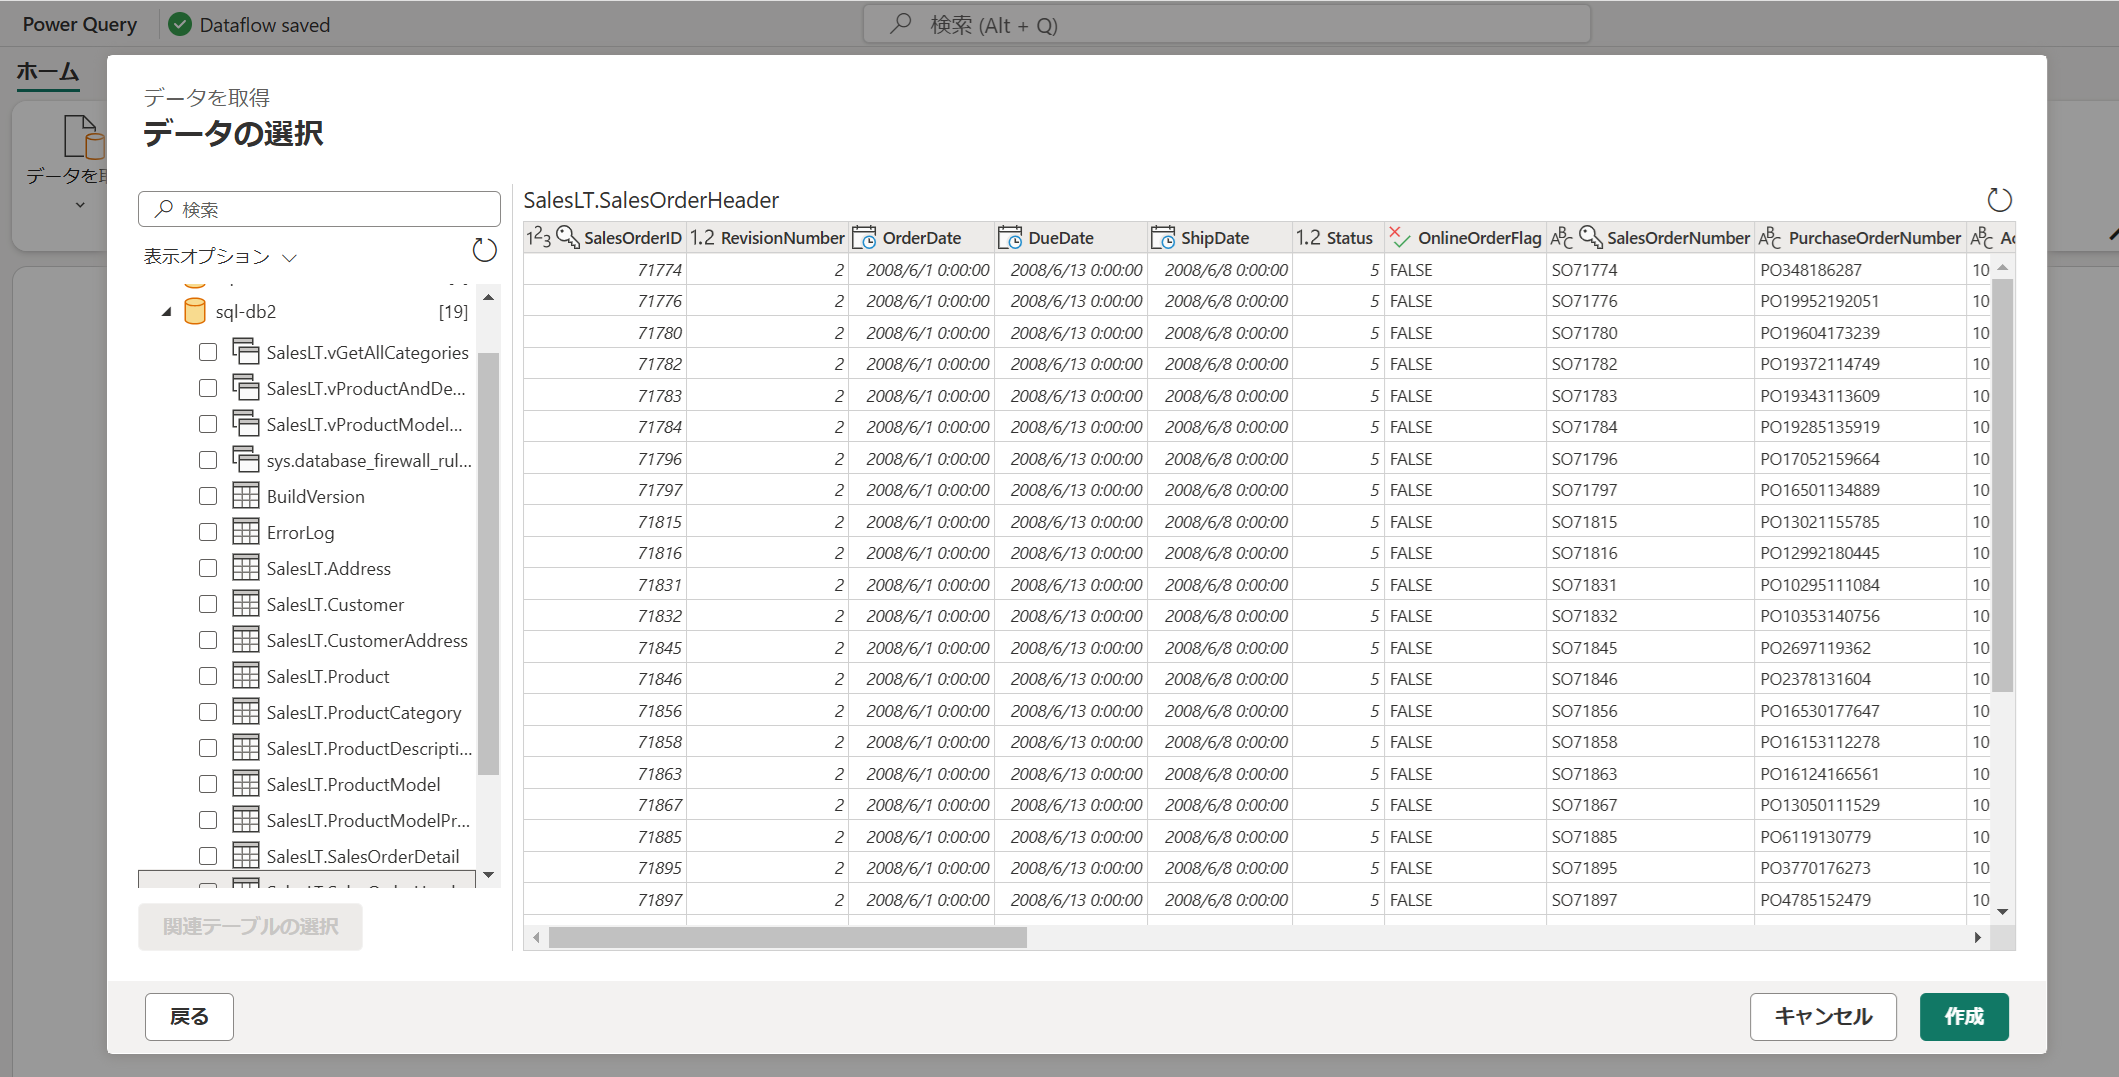 Power Query Dataflow saved 検索 (Alt + Q)
ホーム
データを取得
データの選択
検索
表示オプション
sql-db2 [19]
SalesLT.vGetAllCategories
SalesLT.vProductAndDe...
SalesLT.vProductModel...
sys.database_firewall_rul...
BuildVersion
ErrorLog
SalesLT.Address
SalesLT.Customer
SalesLT.CustomerAddress
SalesLT.Product
SalesLT.ProductCategory
SalesLT.ProductDescripti...
SalesLT.ProductModel
SalesLT.ProductModelPr...
SalesLT.SalesOrderDetail
関連テーブルの選択
SalesLT.SalesOrderHeader
1²3 SalesOrderID 1.2 RevisionNumber OrderDate DueDate ShipDate 1.2 Status OnlineOrderFlag ABC SalesOrderNumber ABC PurchaseOrderNumber ABC
71774 2 2008/6/1 0:00:00 2008/6/13 0:00:00 2008/6/8 0:00:00 5 FALSE SO71774 PO348186287 10
71776 2 2008/6/1 0:00:00 2008/6/13 0:00:00 2008/6/8 0:00:00 5 FALSE SO71776 PO19952192051 10
71780 2 2008/6/1 0:00:00 2008/6/13 0:00:00 2008/6/8 0:00:00 5 FALSE SO71780 PO19604173239 10
71782 2 2008/6/1 0:00:00 2008/6/13 0:00:00 2008/6/8 0:00:00 5 FALSE SO71782 PO19372114749 10
71783 2 2008/6/1 0:00:00 2008/6/13 0:00:00 2008/6/8 0:00:00 5 FALSE SO71783 PO19343113609 10
71784 2 2008/6/1 0:00:00 2008/6/13 0:00:00 2008/6/8 0:00:00 5 FALSE SO71784 PO19285135919 10
71796 2 2008/6/1 0:00:00 2008/6/13 0:00:00 2008/6/8 0:00:00 5 FALSE SO71796 PO17052159664 10
71797 2 2008/6/1 0:00:00 2008/6/13 0:00:00 2008/6/8 0:00:00 5 FALSE SO71797 PO16501134889 10
71815 2 2008/6/1 0:00:00 2008/6/13 0:00:00 2008/6/8 0:00:00 5 FALSE SO71815 PO13021155785 10
71816 2 2008/6/1 0:00:00 2008/6/13 0:00:00 2008/6/8 0:00:00 5 FALSE SO71816 PO12992180445 10
71831 2 2008/6/1 0:00:00 2008/6/13 0:00:00 2008/6/8 0:00:00 5 FALSE SO71831 PO10295111084 10
71832 2 2008/6/1 0:00:00 2008/6/13 0:00:00 2008/6/8 0:00:00 5 FALSE SO71832 PO10353140756 10
71845 2 2008/6/1 0:00:00 2008/6/13 0:00:00 2008/6/8 0:00:00 5 FALSE SO71845 PO2697119362 10
71846 2 2008/6/1 0:00:00 2008/6/13 0:00:00 2008/6/8 0:00:00 5 FALSE SO71846 PO2378131604 10
71856 2 2008/6/1 0:00:00 2008/6/13 0:00:00 2008/6/8 0:00:00 5 FALSE SO71856 PO16530177647 10
71858 2 2008/6/1 0:00:00 2008/6/13 0:00:00 2008/6/8 0:00:00 5 FALSE SO71858 PO16153112278 10
71863 2 2008/6/1 0:00:00 2008/6/13 0:00:00 2008/6/8 0:00:00 5 FALSE SO71863 PO16124166561 10
71867 2 2008/6/1 0:00:00 2008/6/13 0:00:00 2008/6/8 0:00:00 5 FALSE SO71867 PO13050111529 10
71885 2 2008/6/1 0:00:00 2008/6/13 0:00:00 2008/6/8 0:00:00 5 FALSE SO71885 PO6119130779 10
71895 2 2008/6/1 0:00:00 2008/6/13 0:00:00 2008/6/8 0:00:00 5 FALSE SO71895 PO3770176273 10
71897 2 2008/6/1 0:00:00 2008/6/13 0:00:00 2008/6/8 0:00:00 5 FALSE SO71897 PO4785152479 10
戻る キャンセル 作成